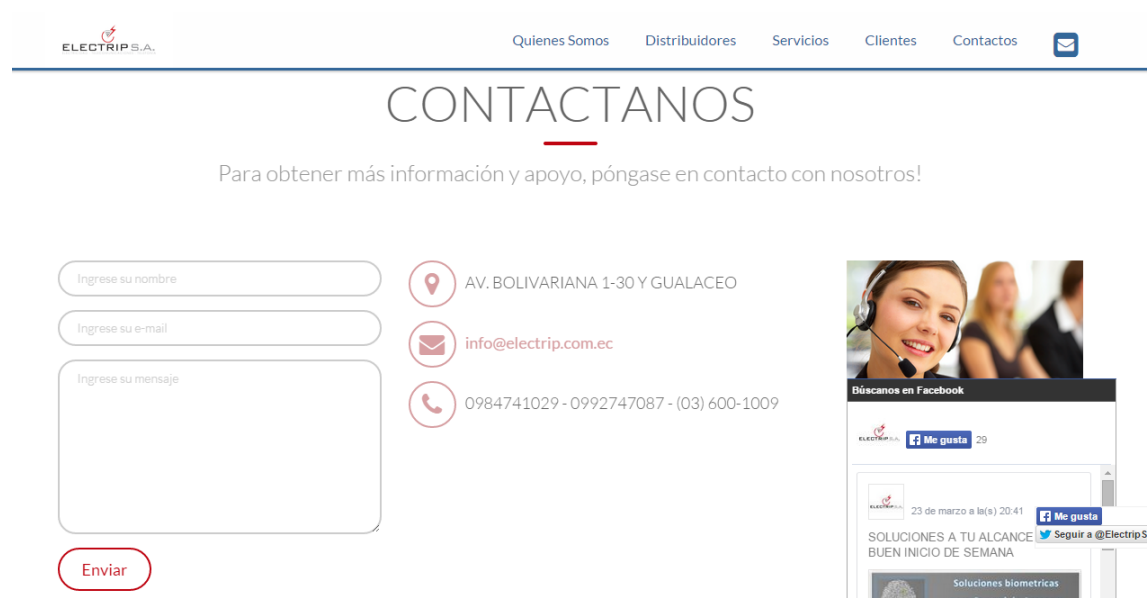 ELECTRIP S.A.
Quienes Somos Distribuidores Servicios Clientes Contactos
CONTACTANOS
Para obtener más información y apoyo, póngase en contacto con nosotros!
Ingrese su nombre
Ingrese su e-mail
Ingrese su mensaje
Enviar
AV. BOLIVARIANA 1-30 Y GUALACEO
info@electrip.com.ec
0984741029 - 0992747087 - (03) 600-1009
Búscanos en Facebook
ELECTRIP S.A.
Me gusta 29
23 de marzo a la(s) 20:41
SOLUCIONES A TU ALCANCE
BUEN INICIO DE SEMANA
Soluciones biometricas
Me gusta
Seguir a @ElectripS